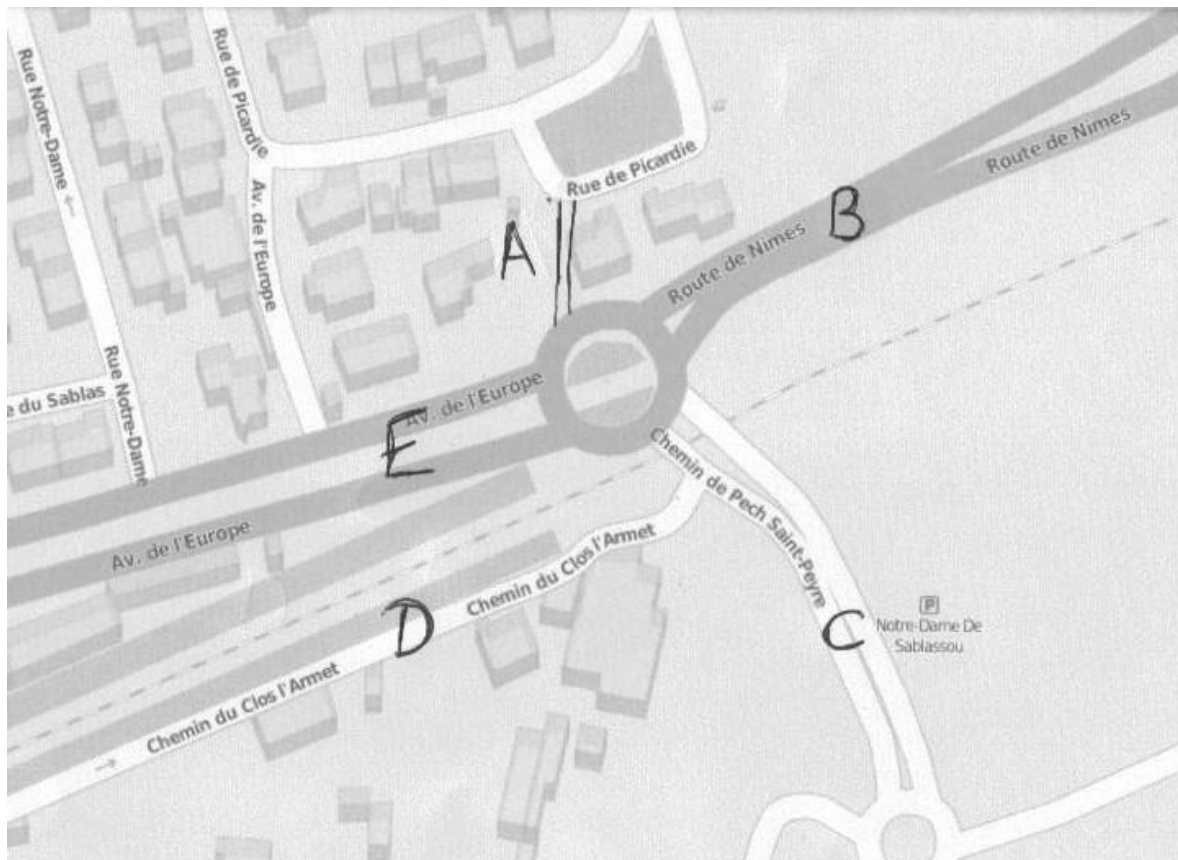 Rue Notre-Dame
Rue de Picardie
Av. de l'Europe
Rue de Picardie
A
B
Route de Nîmes
Route de Nîmes
Av. de l'Europe
E
e du Sablas
Rue Notre-Dame
Av. de l'Europe
Chemin de Pech Saint-Peyre
Chemin du Clos l'Armet
D
C
P
Notre-Dame De
Sablassou
Chemin du Clos l'Armet